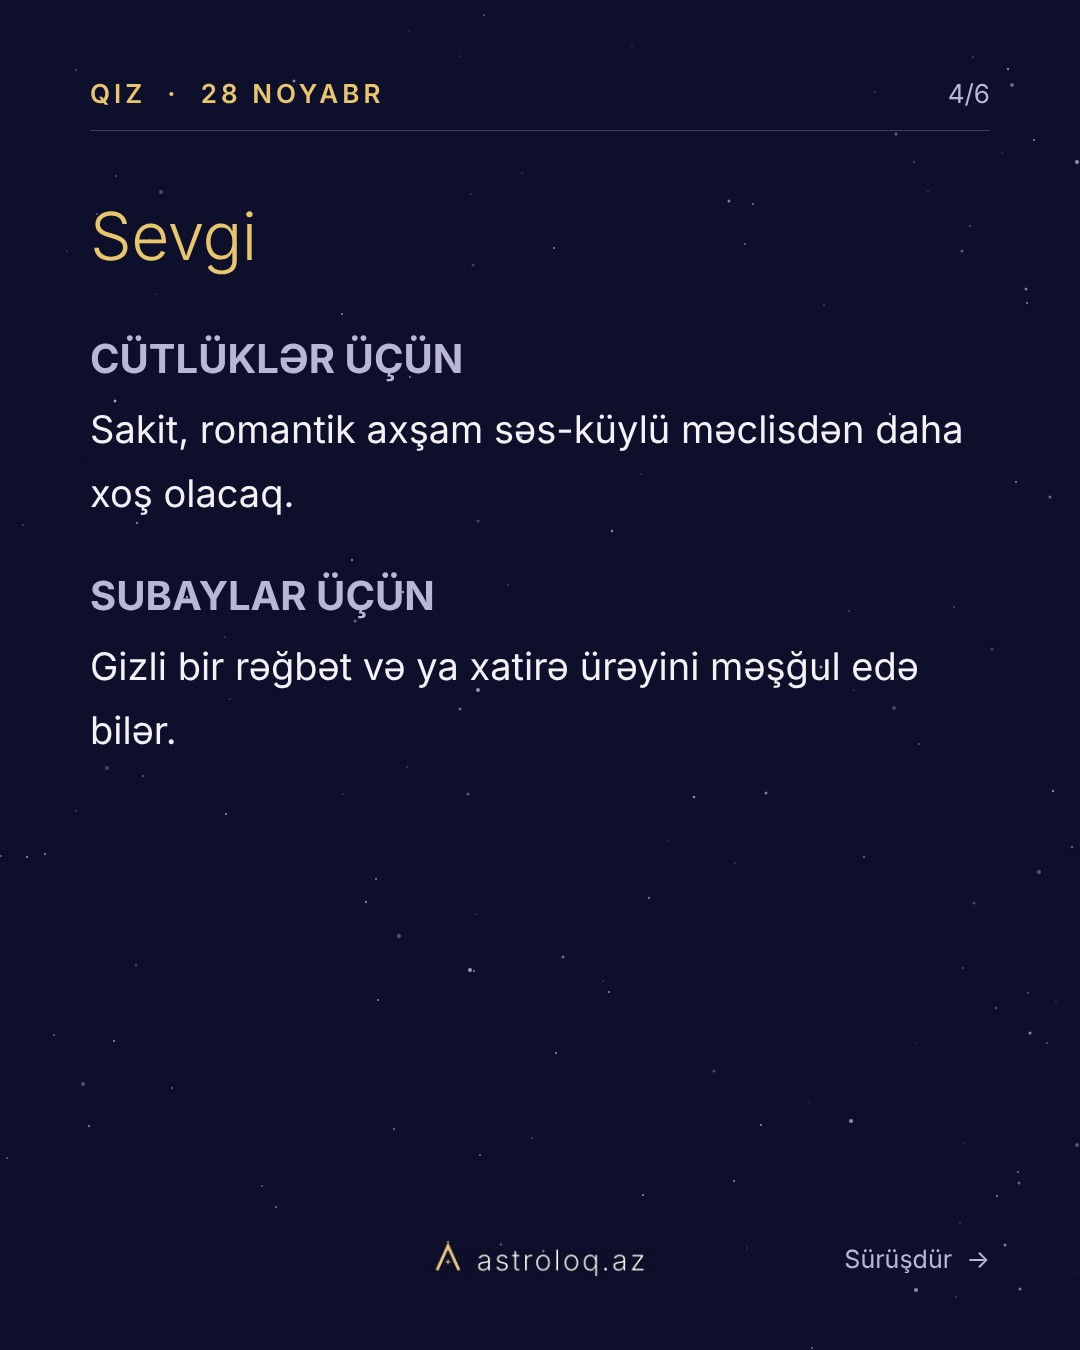 QIZ · 28 NOYABR
4/6
Sevgi
CÜTLÜKLƏR ÜÇÜN
Sakit, romantik axşam səs-küylü məclisdən daha
xoş olacaq.
SUBAYLAR ÜÇÜN
Gizli bir rəğbət və ya xatirə ürəyini məşğul edə
bilər.
astroloq.az
Sürüşdür →